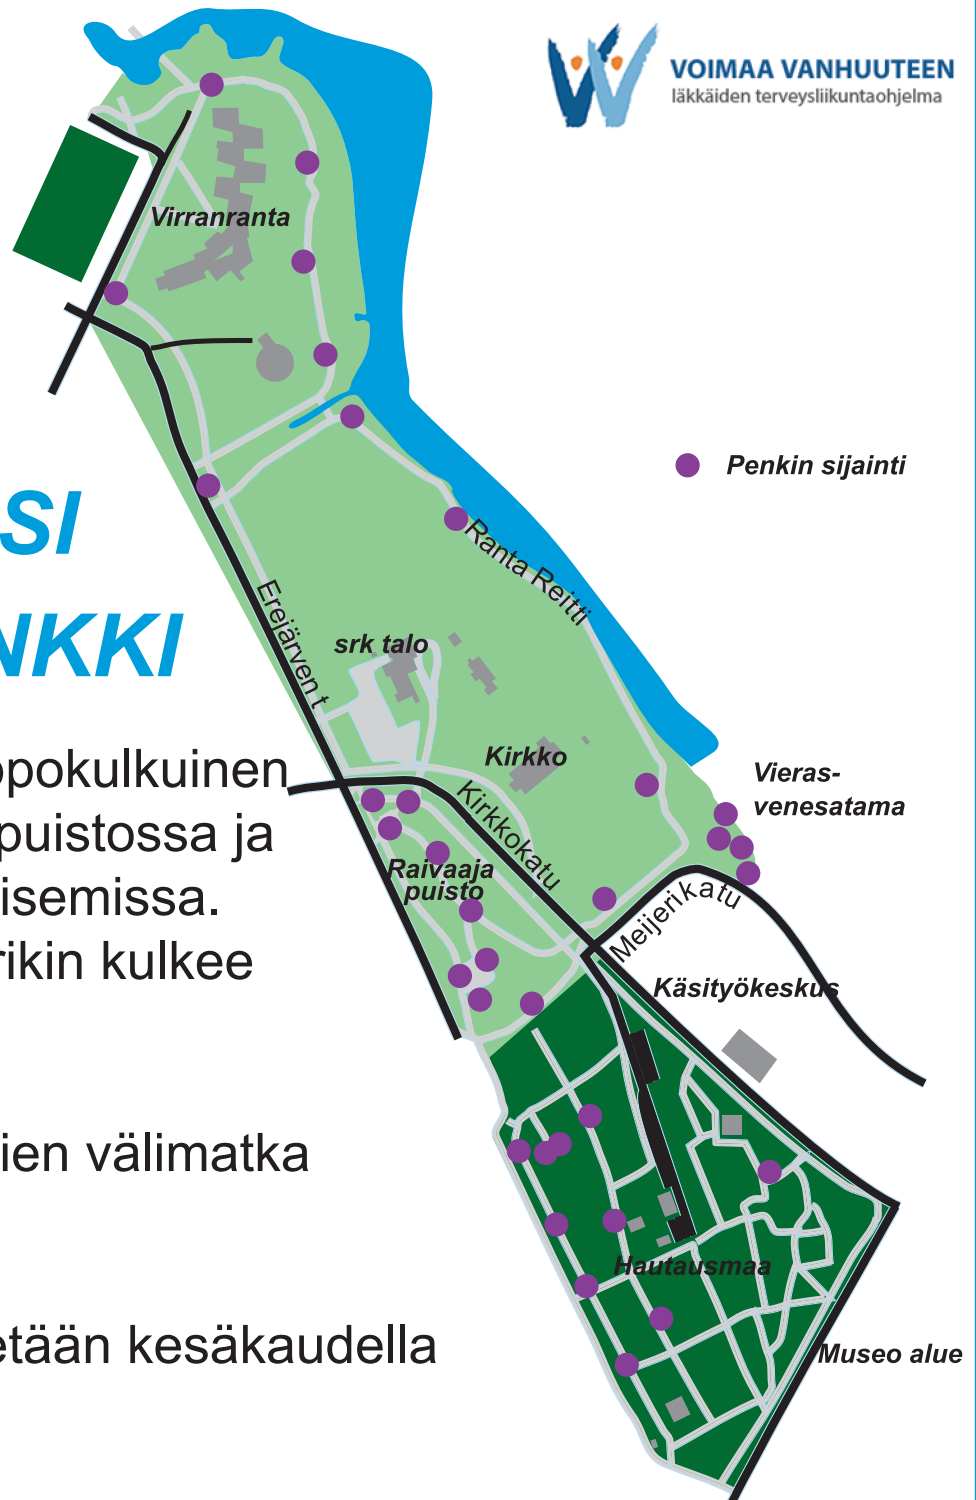 VOIMAA VANHUUTEEN
Iäkkäiden terveysliikuntaohjelma
Virranranta
Penkin sijainti
SI
NKKI
Ranta Reitti
Erejärven t
srk talo
Kirkko
Kirkkokatu
Vieras-
venesatama
opokulkuinen
puistossa ja
isemissa.
rikin kulkee
Raivaaja
puisto
Meijerikatu
Käsityökeskus
ien välimatka
Hautausmaa
etään kesäkaudella
Museo alue